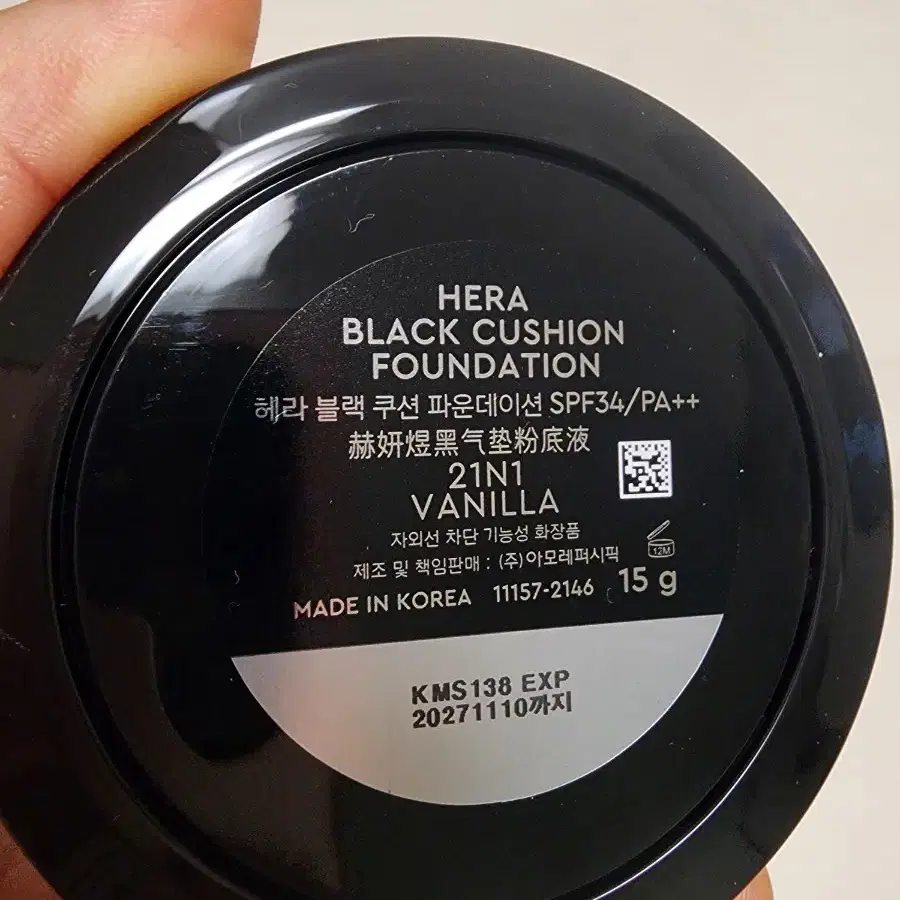 HERA
BLACK CUSHION
FOUNDATION
헤라 블랙 쿠션 파운데이션 SPF34/PA++
赫妍煜黑气垫粉底液
21N1
VANILLA
자외선 차단 기능성 화장품
12M
제조 및 책임판매 : (주)아모레퍼시픽
MADE IN KOREA 11157-2146 15 g
KMS138 EXP
20271110까지